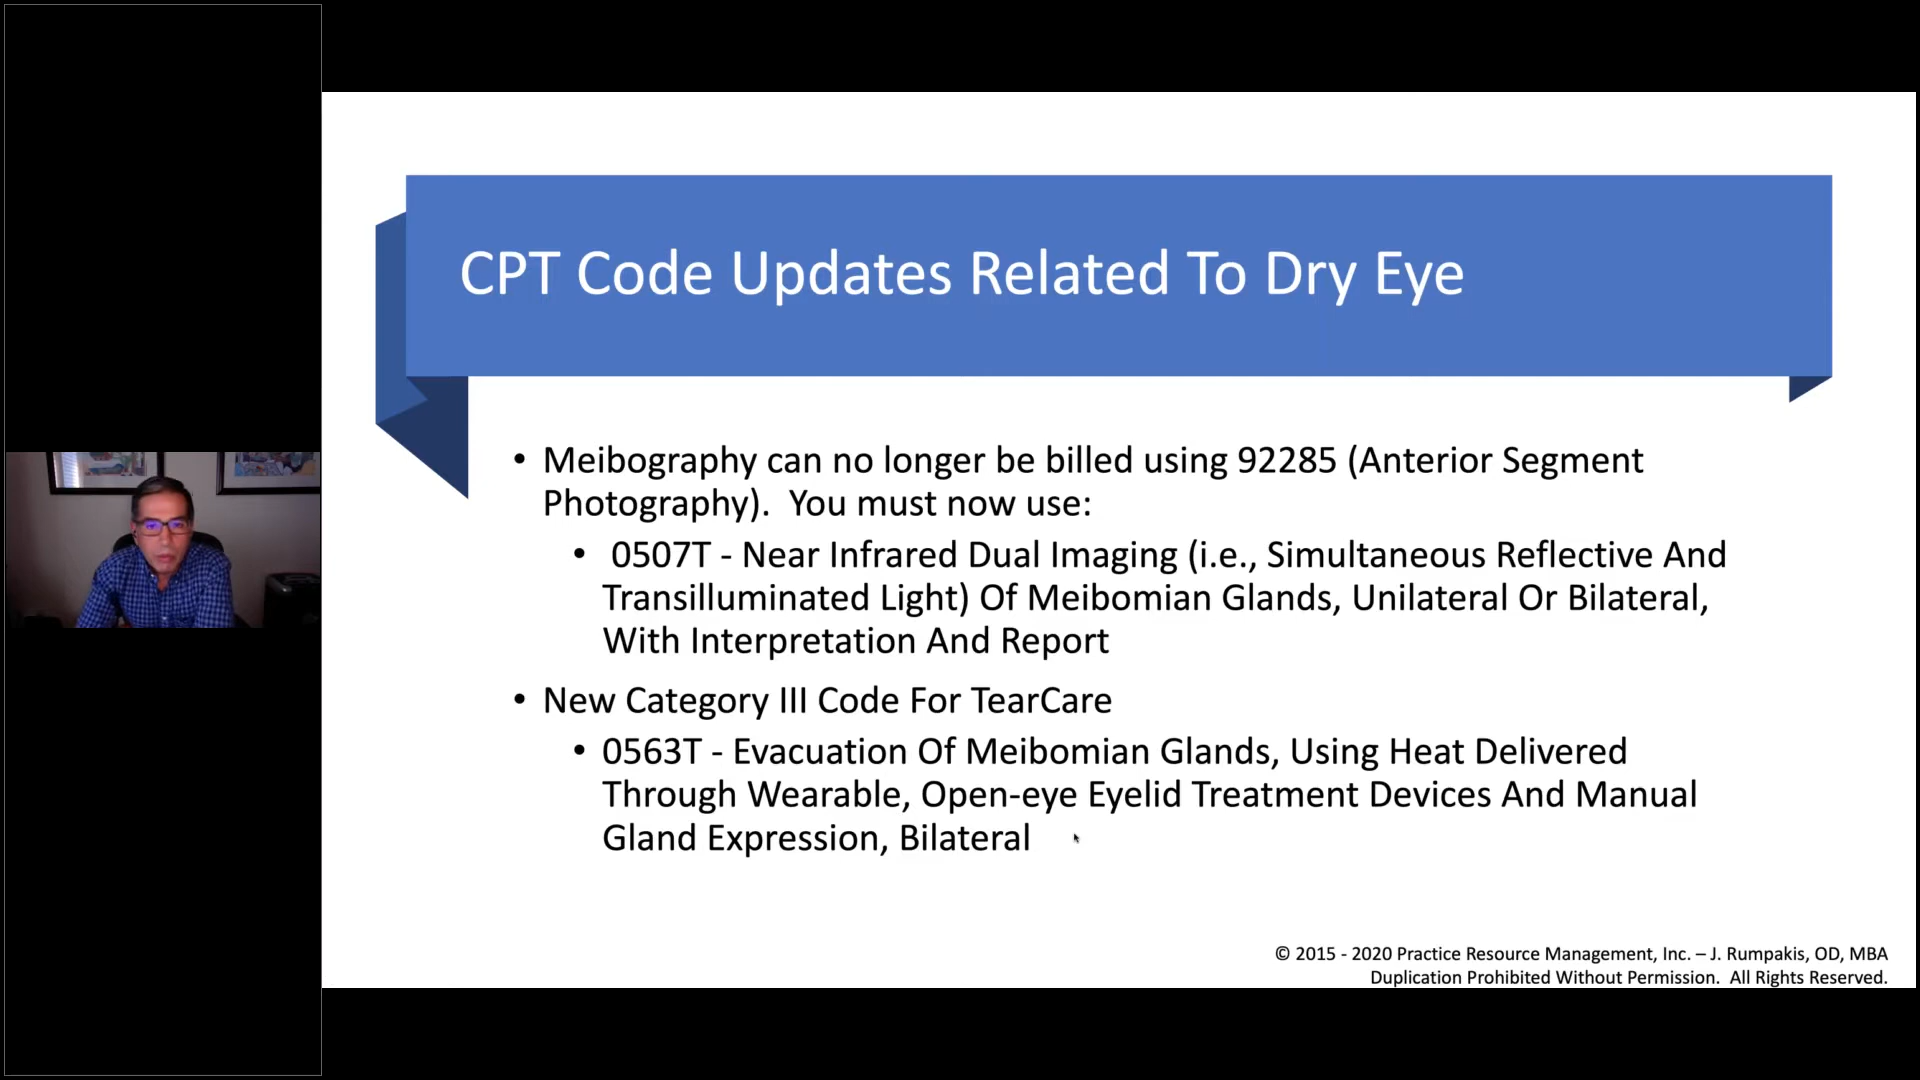 CPT Code Updates Related To Dry Eye
• Meibography can no longer be billed using 92285 (Anterior Segment
Photography).  You must now use:
• 0507T - Near Infrared Dual Imaging (i.e., Simultaneous Reflective And
Transilluminated Light) Of Meibomian Glands, Unilateral Or Bilateral,
With Interpretation And Report
• New Category III Code For TearCare
• 0563T - Evacuation Of Meibomian Glands, Using Heat Delivered
Through Wearable, Open-eye Eyelid Treatment Devices And Manual
Gland Expression, Bilateral
© 2015 - 2020 Practice Resource Management, Inc. – J. Rumpakis, OD, MBA
Duplication Prohibited Without Permission.  All Rights Reserved.